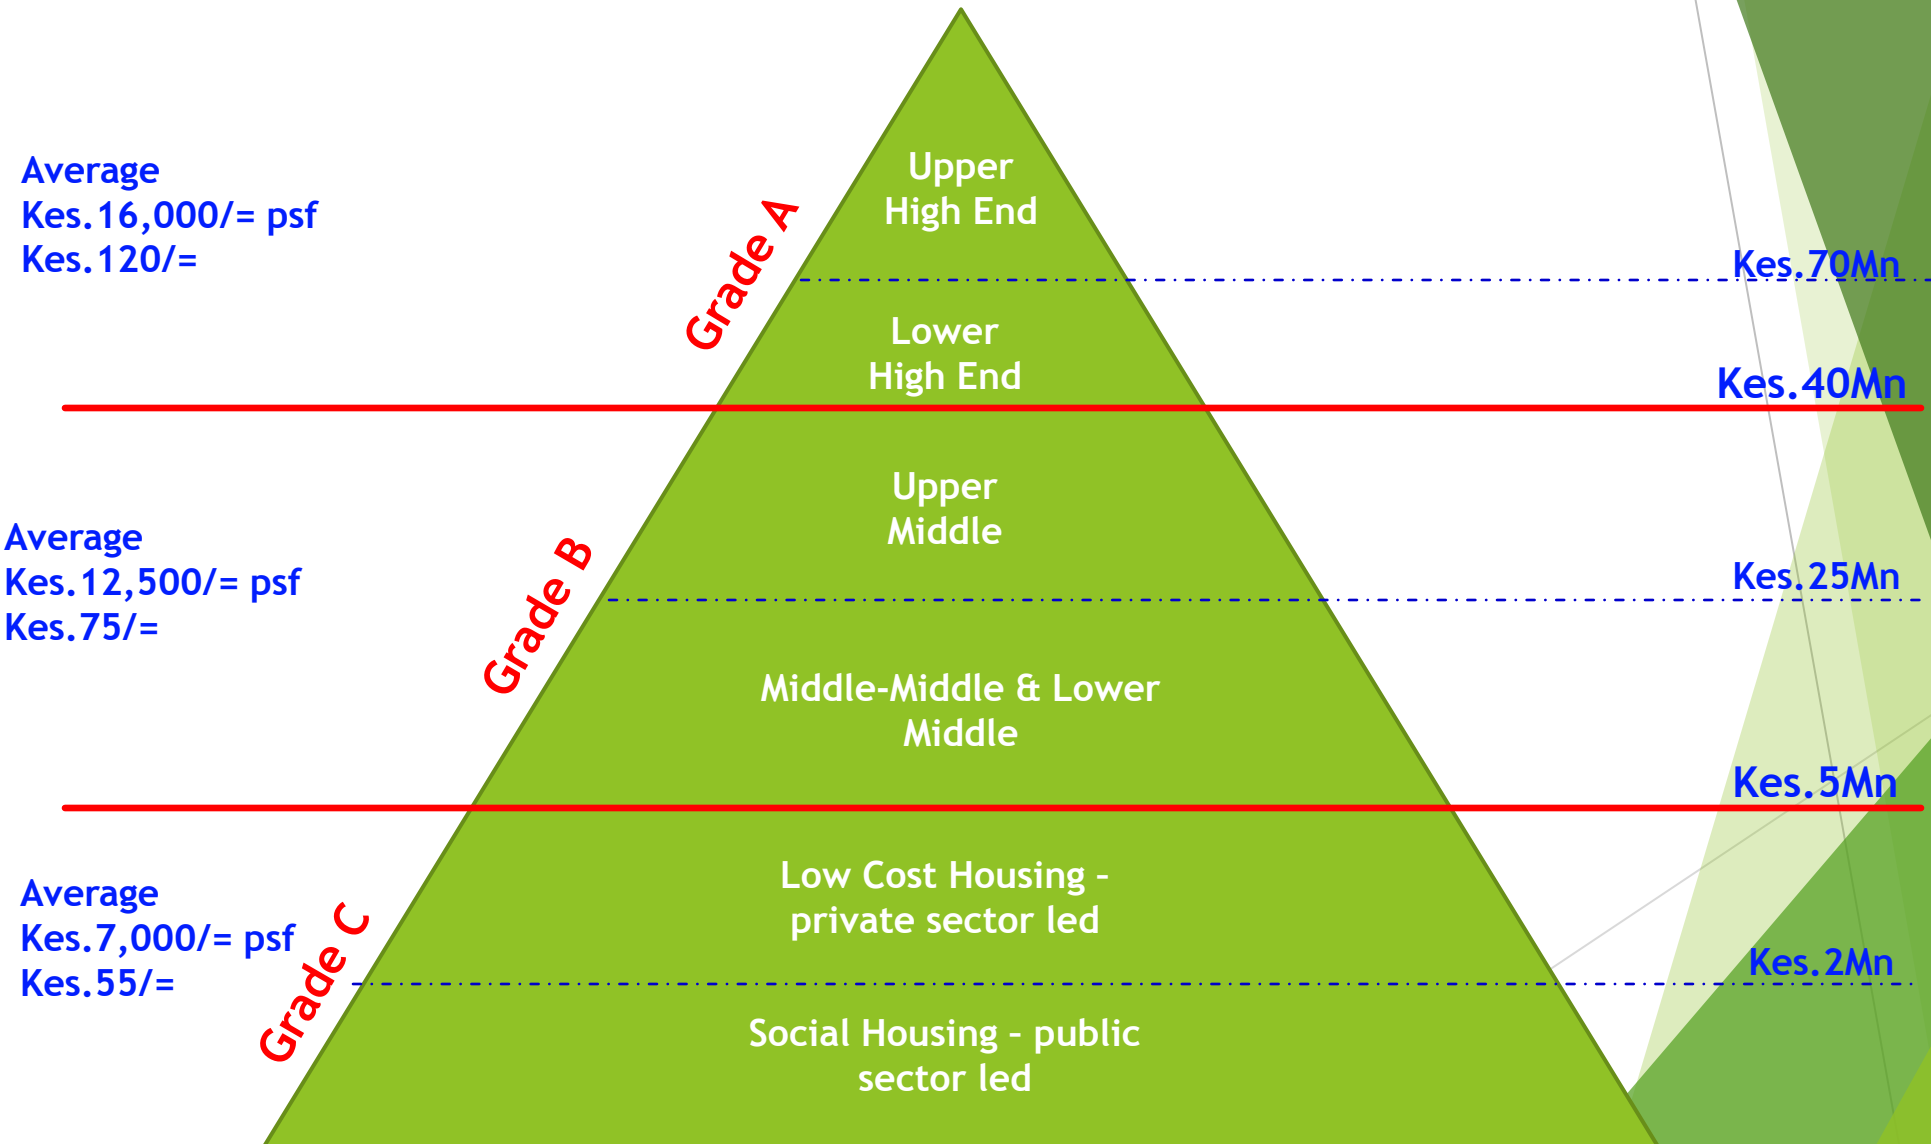 Upper
High End
Average
Kes.16,000/= psf
Kes.120/=
Grade A
Kes.70Mn
Lower
High End
Kes.40Mn
Upper
Middle
Average
Kes.12,500/= psf
Kes.75/=
Grade B
Kes.25Mn
Middle-Middle & Lower
Middle
Kes.5Mn
Low Cost Housing –
private sector led
Average
Kes.7,000/= psf
Kes.55/=
Grade C
Kes.2Mn
Social Housing – public
sector led